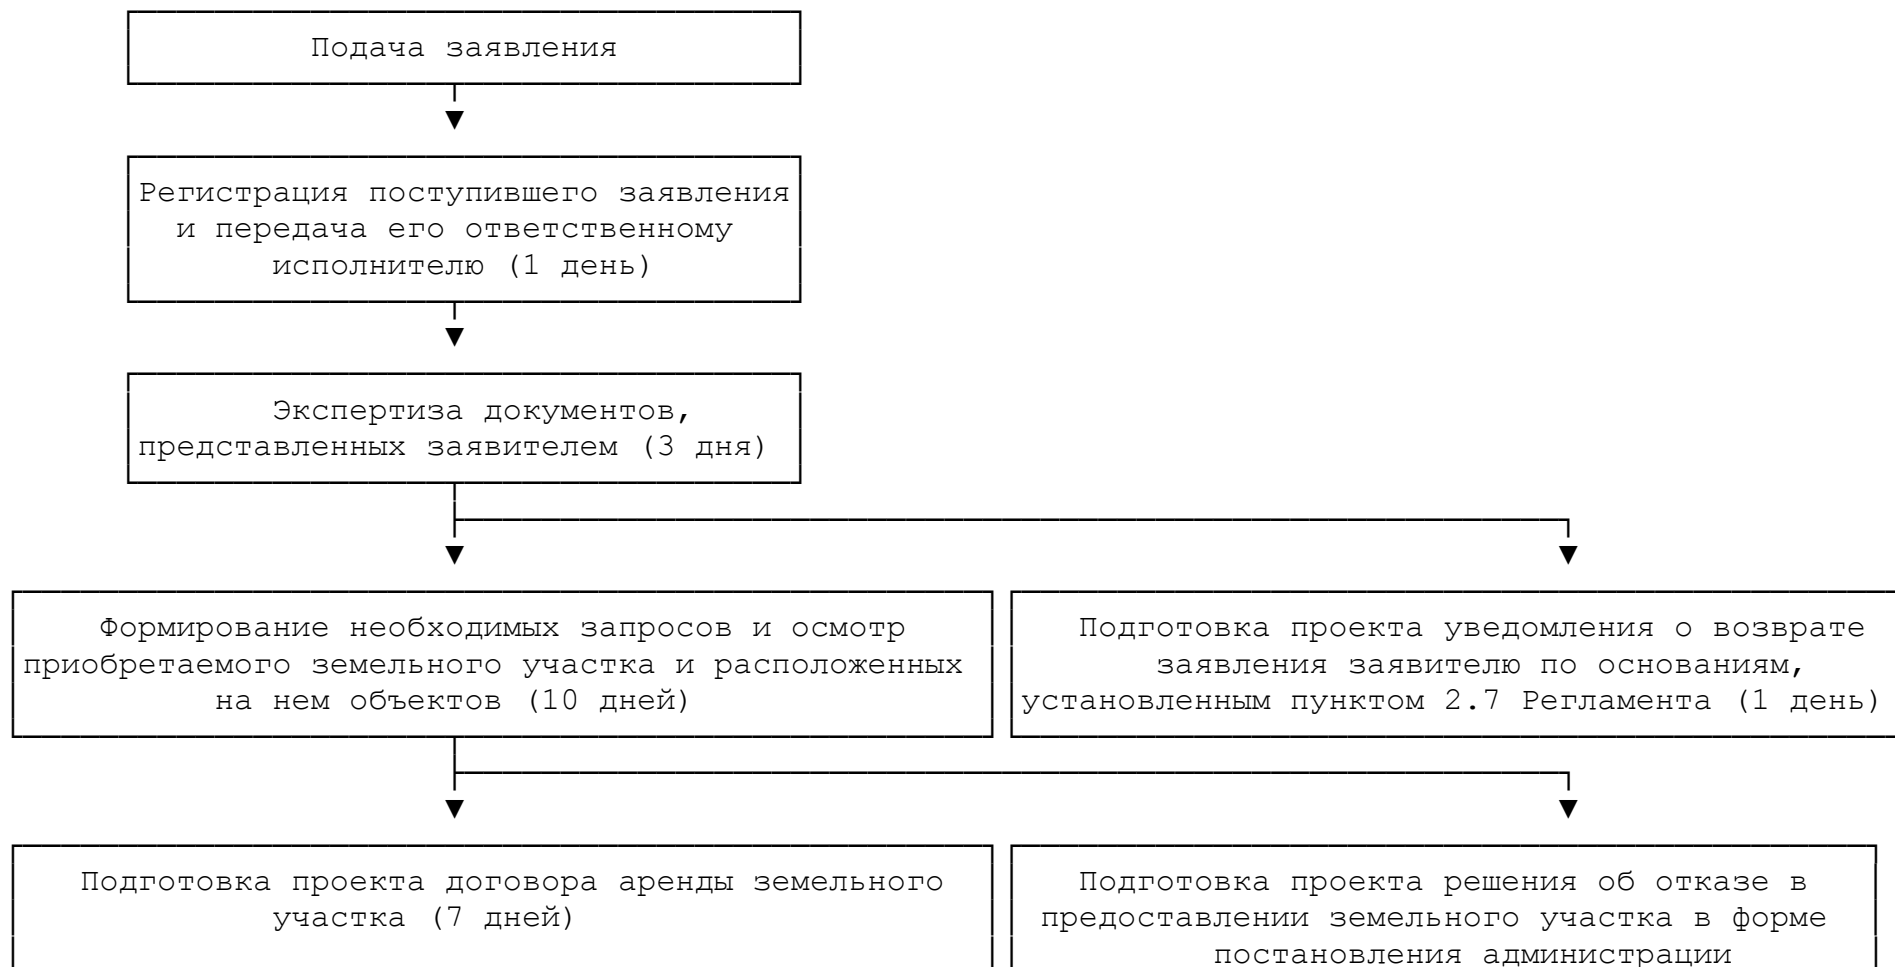 Подача заявления
Регистрация поступившего заявления
и передача его ответственному
исполнителю (1 день)
Экспертиза документов,
представленных заявителем (3 дня)
Формирование необходимых запросов и осмотр
приобретаемого земельного участка и расположенных
на нем объектов (10 дней)
Подготовка проекта уведомления о возврате
заявления заявителю по основаниям,
установленным пунктом 2.7 Регламента (1 день)
Подготовка проекта договора аренды земельного
участка (7 дней)
Подготовка проекта решения об отказе в
предоставлении земельного участка в форме
постановления администрации